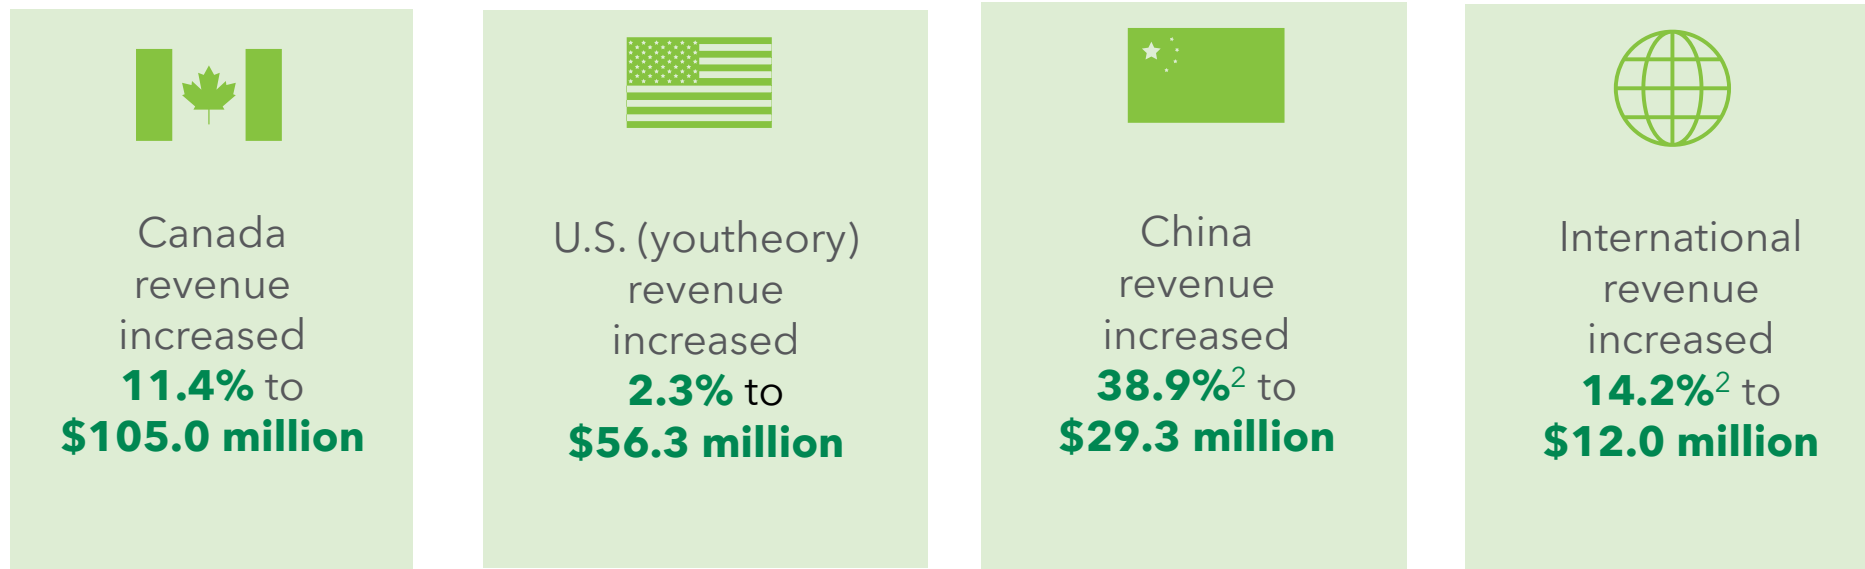 Canada
revenue
increased
11.4% to
$105.0 million
U.S. (youtheory)
revenue
increased
2.3% to
$56.3 million
China
revenue
increased
38.9%² to
$29.3 million
International
revenue
increased
14.2%² to
$12.0 million